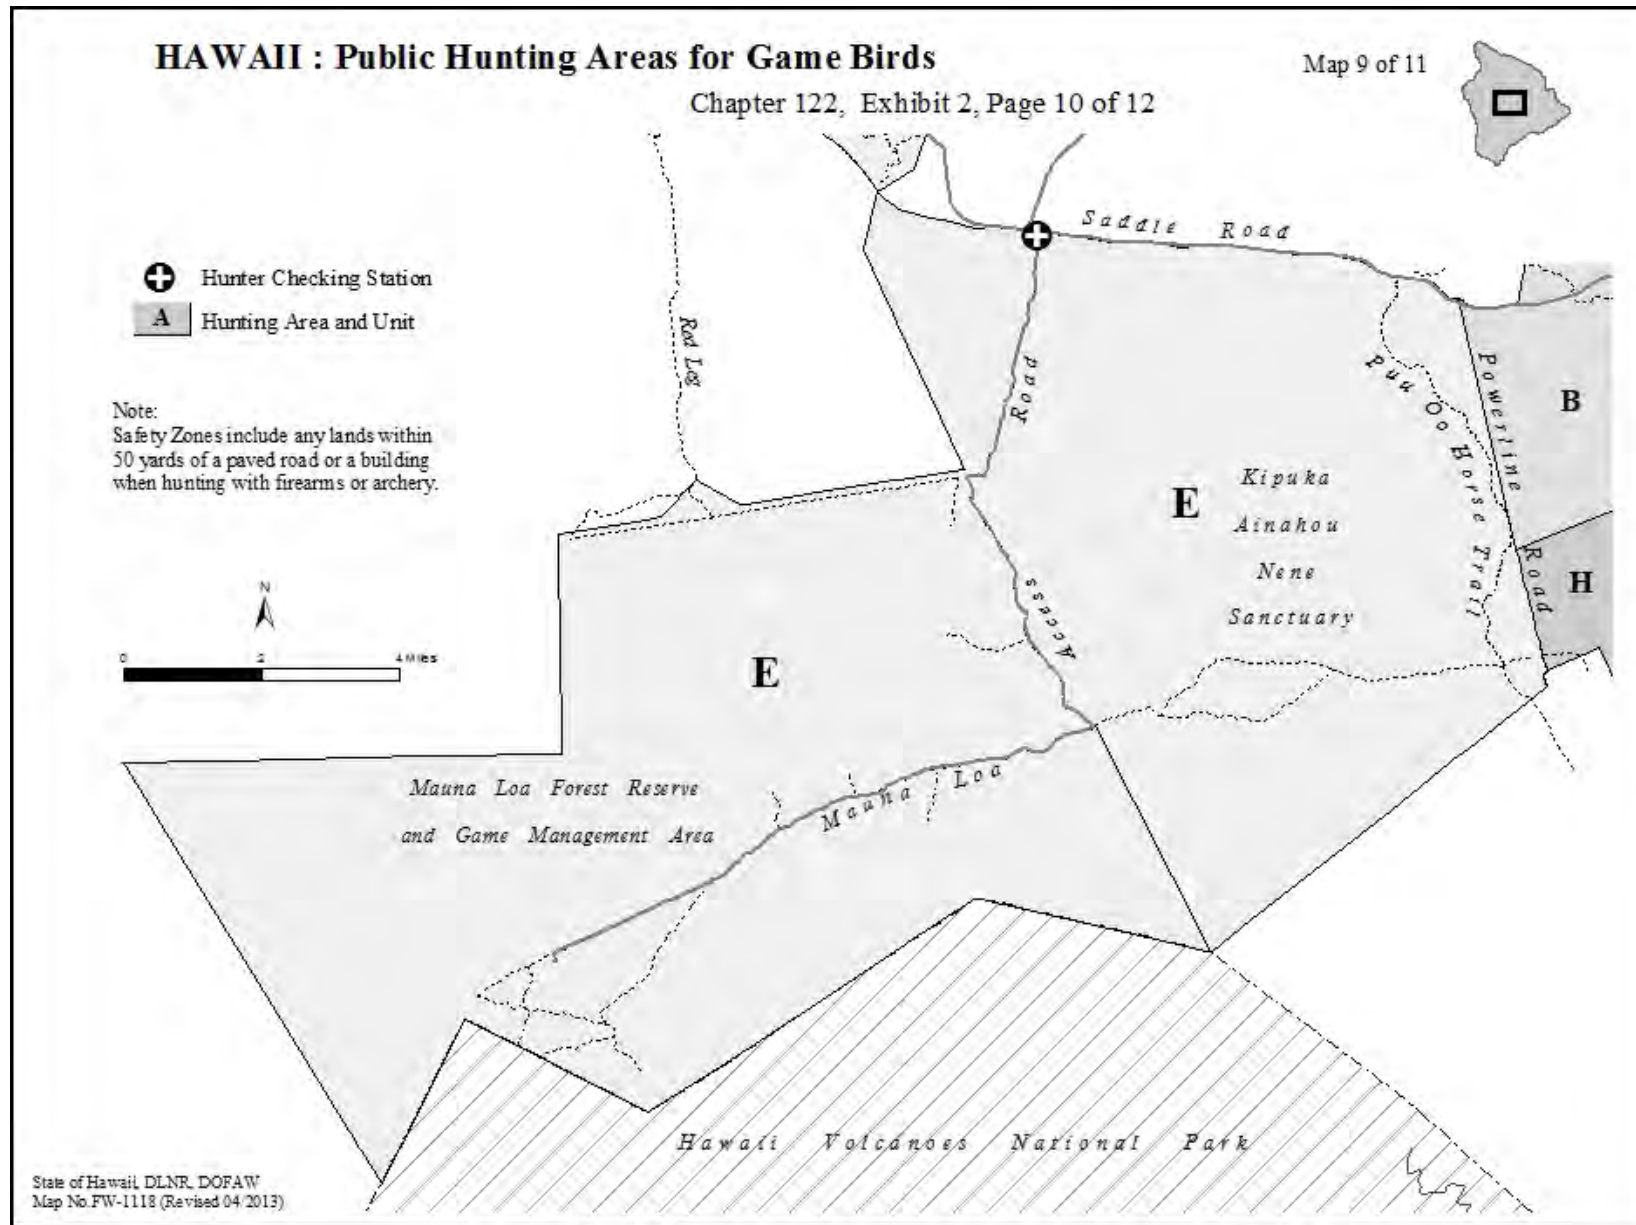 HAWAII : Public Hunting Areas for Game Birds
Map 9 of 11
Chapter 122, Exhibit 2, Page 10 of 12
Saddle Road
Hunter Checking Station
A Hunting Area and Unit
Red Leg
Road
Puu Oo Horse Trail
Powerline
B
Note:
Safety Zones include any lands within
50 yards of a paved road or a building
when hunting with firearms or archery.
E
Kipuka
Ainahou
Nene
Sanctuary
Road
H
N
0 2 4 Miles
Access
E
Mauna Loa Forest Reserve
and Game Management Area
Mauna Loa
Hawaii Volcanoes National Park
State of Hawaii, DLNR, DOFAW
Map No.FW-1118 (Revised 04/2013)